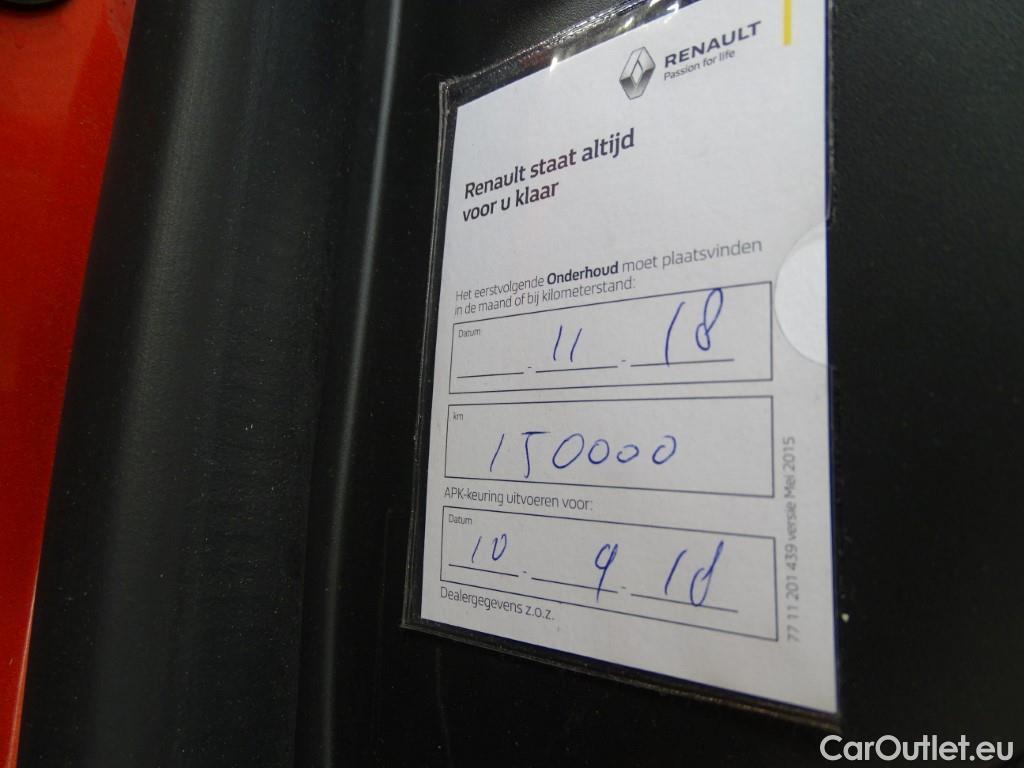 RENAULT
Passion for life
Renault staat altijd
voor u klaar
Het eerstvolgende Onderhoud moet plaatsvinden
in de maand of bij kilometerstand:
Datum
- 11 - 18
km
150000
APK-keuring uitvoeren voor:
Datum
10 - 9 - 18
Dealergegevens z.o.z.
77 11 201 439 versie Mei 2015
CarOutlet.eu